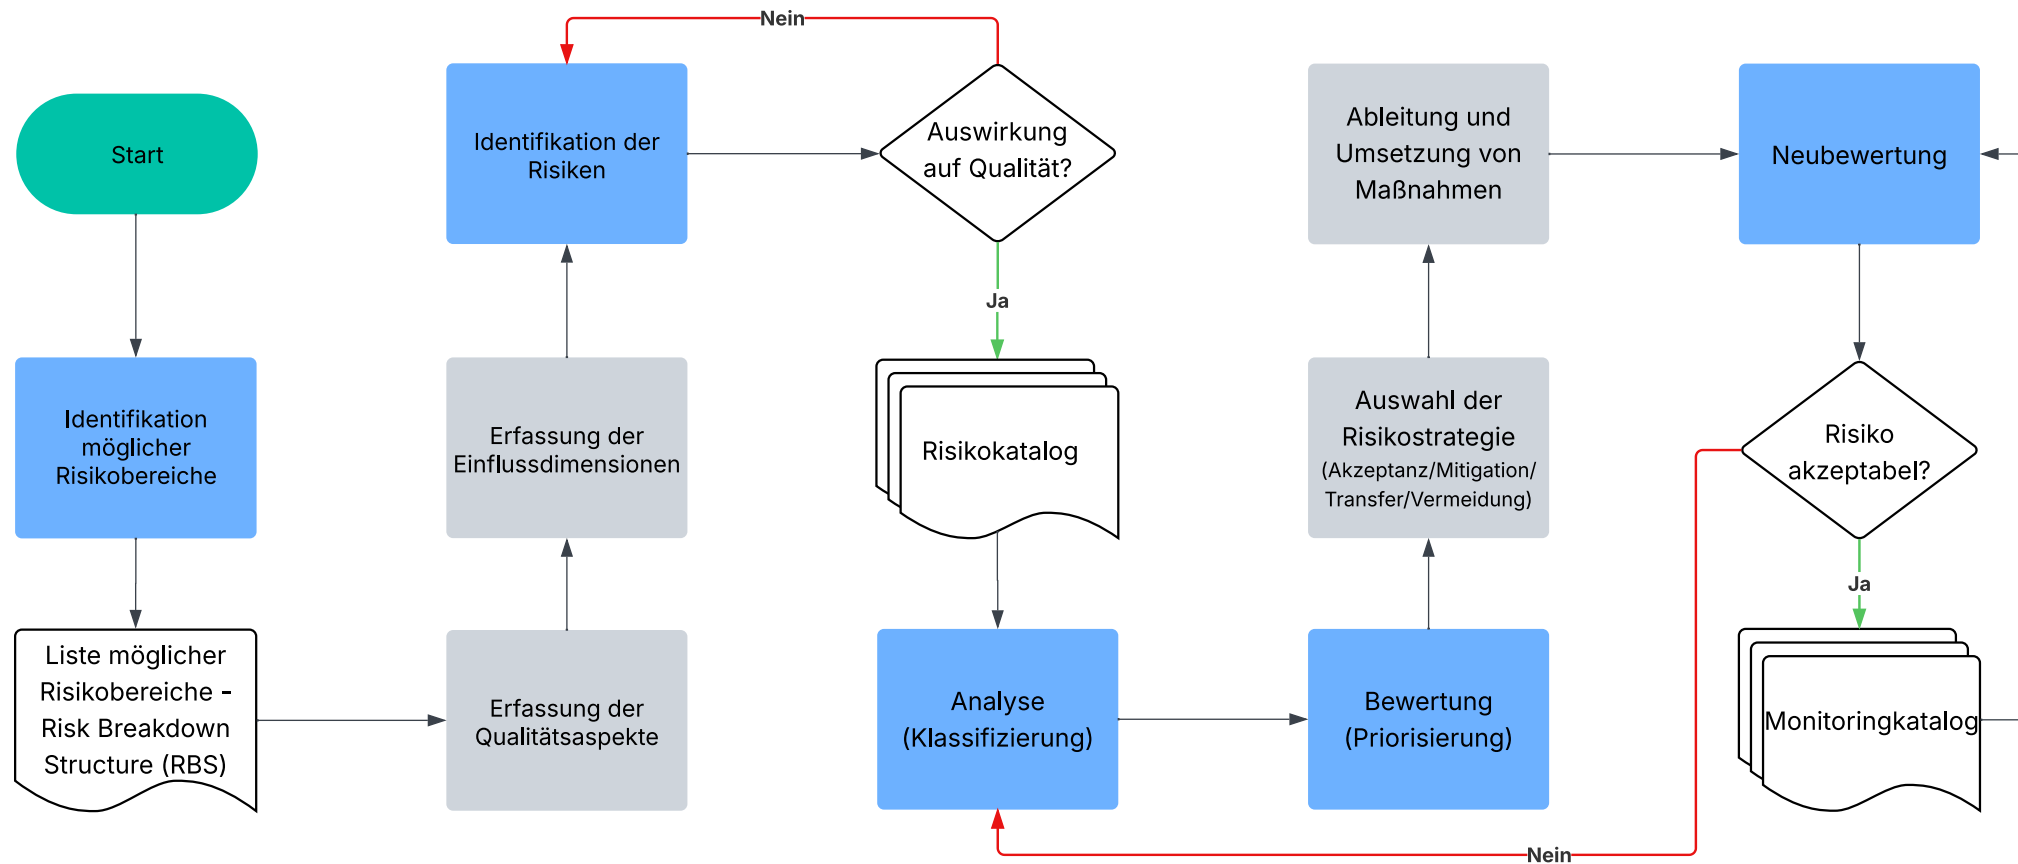 Start
Identifikation
möglicher
Risikobereiche
Liste möglicher
Risikobereiche -
Risk Breakdown
Structure (RBS)
Erfassung der
Qualitätsaspekte
Erfassung der
Einflussdimensionen
Identifikation der
Risiken
Nein
Auswirkung
auf Qualität?
Ja
Risikokatalog
Analyse
(Klassifizierung)
Bewertung
(Priorisierung)
Auswahl der
Risikostrategie
(Akzeptanz/Mitigation/
Transfer/Vermeidung)
Ableitung und
Umsetzung von
Maßnahmen
Neubewertung
Risiko
akzeptabel?
Ja
Monitoringkatalog
Nein